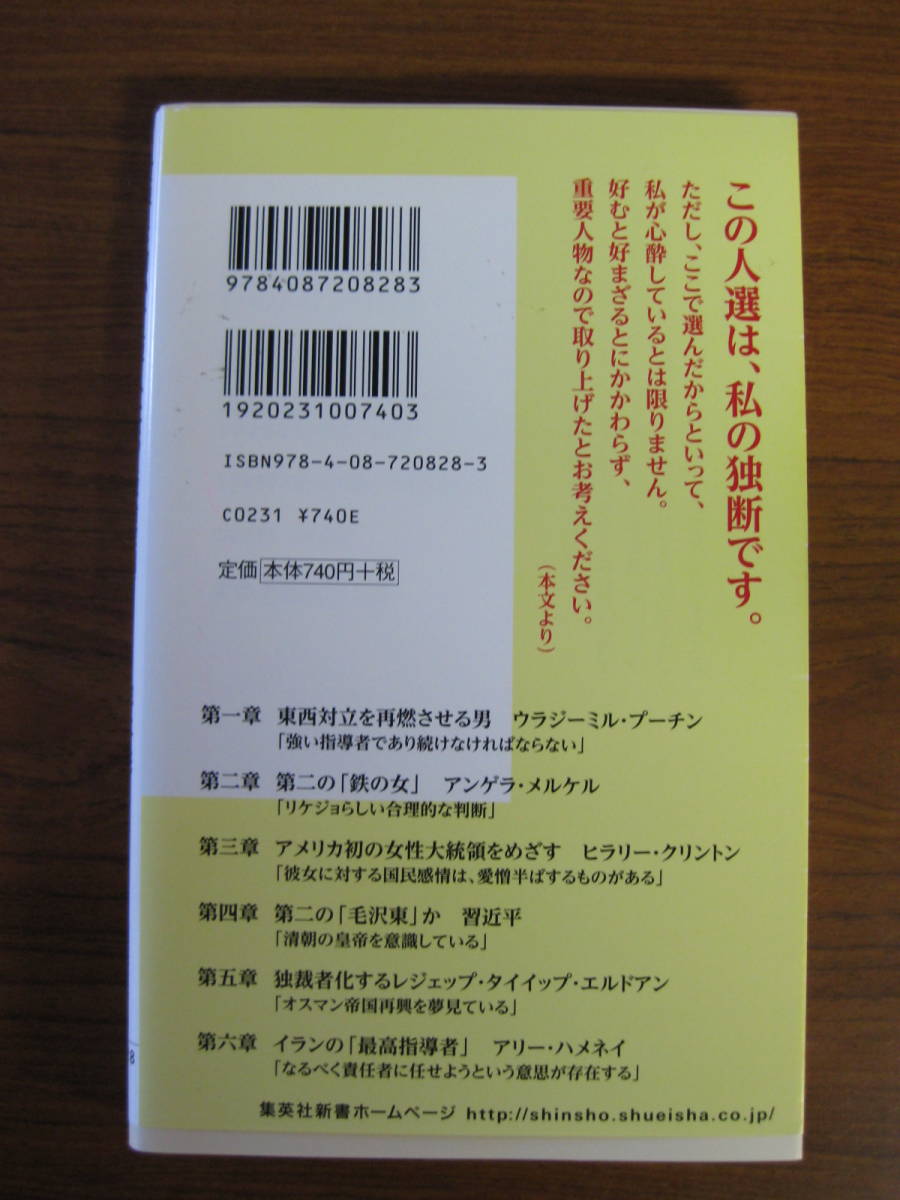 この人選は、私の独断です。
ただし、ここで選んだからといって、
私が心酔しているとは限りません。
好むと好まざるとにかかわらず、
重要人物なので取り上げたとお考えください。
（本文より）
9784087208283
1920231007403
ISBN978-4-08-720828-3
C0231 ¥740E
定価 本体740円+税
第一章 東西対立を再燃させる男 ウラジーミル・プーチン
「強い指導者であり続けなければならない」
第二章 第二の「鉄の女」 アンゲラ・メルケル
「リケジョらしい合理的な判断」
第三章 アメリカ初の女性大統領をめざす ヒラリー・クリントン
「彼女に対する国民感情は、愛憎半ばするものがある」
第四章 第二の「毛沢東」か 習近平
「清朝の皇帝を意識している」
第五章 独裁者化するレジェップ・タイイップ・エルドアン
「オスマン帝国再興を夢見ている」
第六章 イランの「最高指導者」 アリー・ハメネイ
「なるべく責任者に任せようという意思が存在する」
集英社新書ホームページ http://shinsho.shueisha.co.jp/